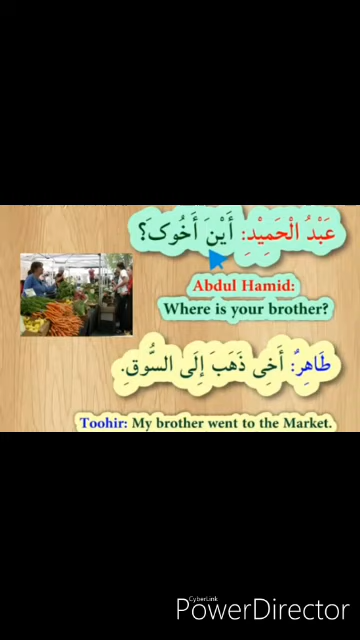 عَبْدُ الْحَمِيْدِ: أَيْنَ أَخُوكَ؟
Abdul Hamid:
Where is your brother?
طَاهِرٌ: أَخِى ذَهَبَ إِلَى السُّوقِ.
Toohir: My brother went to the Market.
CyberLink
PowerDirector